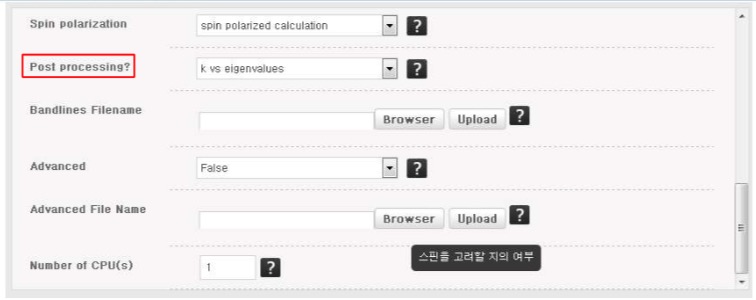 Spin polarization spin polarized calculation ?
Post processing? k vs eigenvalues ?
Bandlines Filename Browser Upload ?
Advanced False ?
Advanced File Name Browser Upload ?
스핀을 고려할 지의 여부
Number of CPU(s) 1 ?